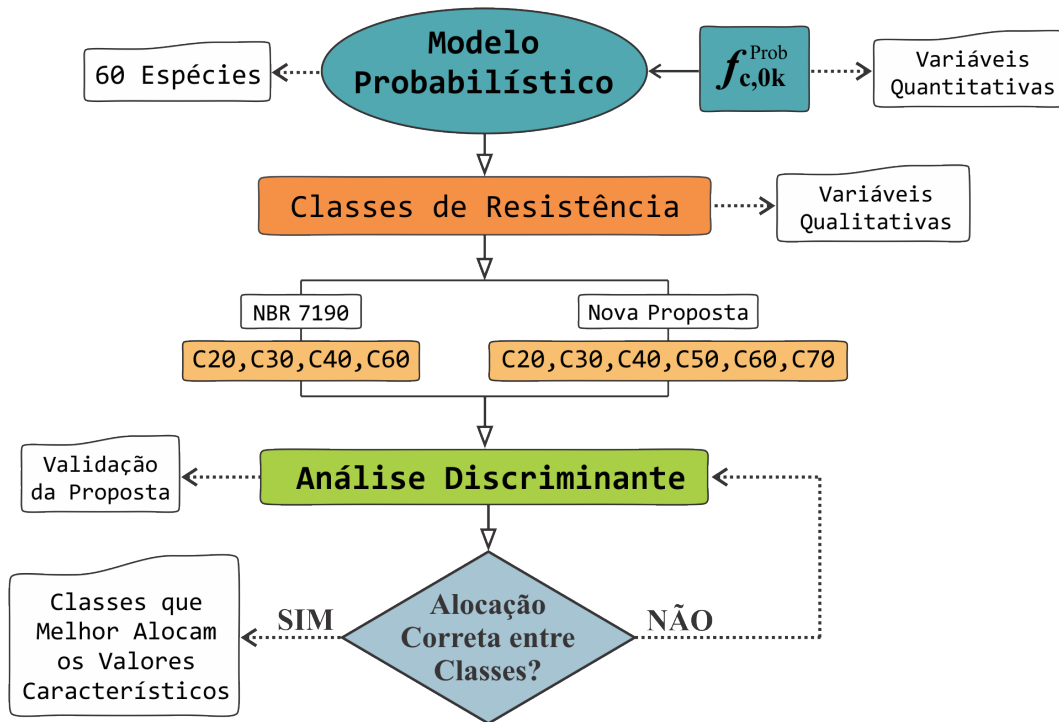 Modelo
Probabilístico
60 Espécies
f c,0k Prob
Variáveis
Quantitativas
Classes de Resistência
Variáveis
Qualitativas
NBR 7190
Nova Proposta
C20,C30,C40,C60
C20,C30,C40,C50,C60,C70
Validação
da Proposta
Análise Discriminante
Classes que
Melhor Alocam
os Valores
Característicos
SIM
Alocação
Correta entre
Classes?
NÃO